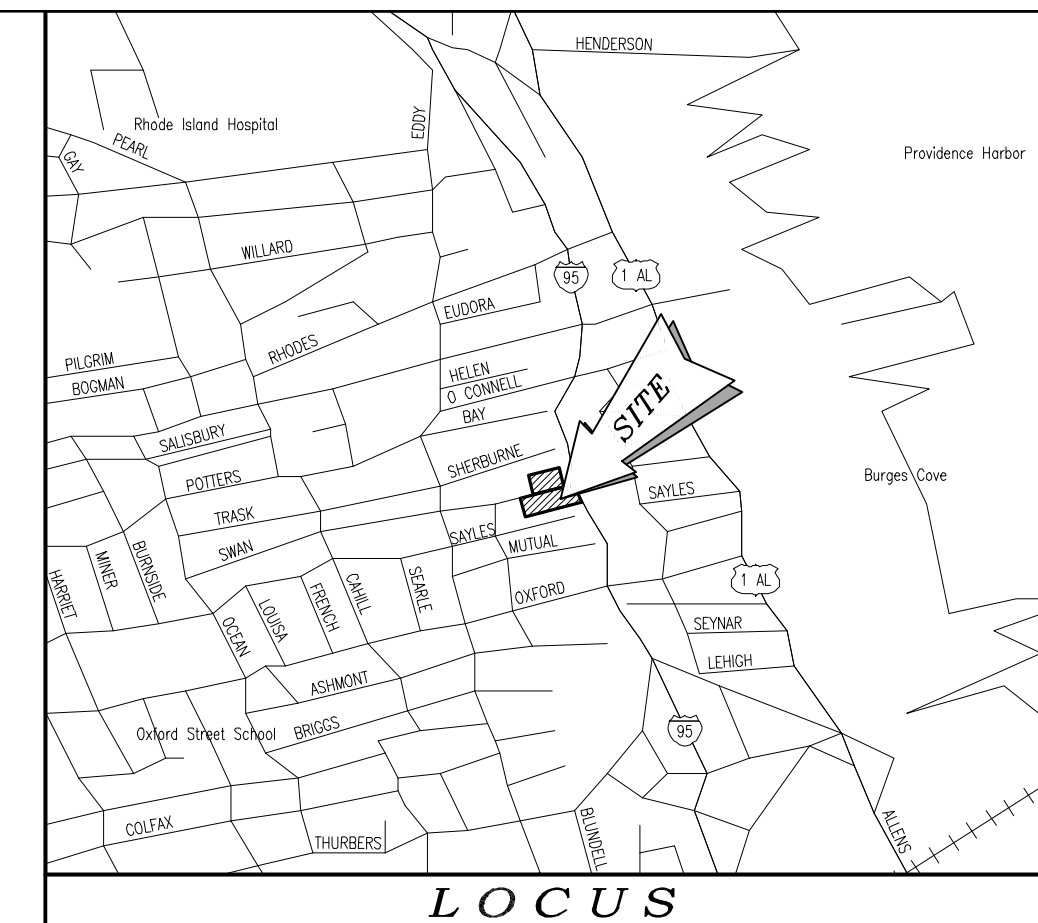 HENDERSON
Rhode Island Hospital
EDDY
PEARL
GAY
Providence Harbor
WILLARD
95
1 AL
EUDORA
RHODES
PILGRIM
BOGMAN
HELEN
O CONNELL
BAY
SITE
SALISBURY
SHERBURNE
POTTERS
Burges Cove
SAYLES
TRASK
SAYLES
SWAN
MUTUAL
HARRIET
MINER
BURNSIDE
CAHILL
SEARLE
OXFORD
1 AL
FRENCH
LOUISA
OCEAN
SEYNAR
LEHIGH
ASHMONT
BRIGGS
Oxford Street School
95
COLFAX
THURBERS
BLUNDELL
ALLENS
LOCUS